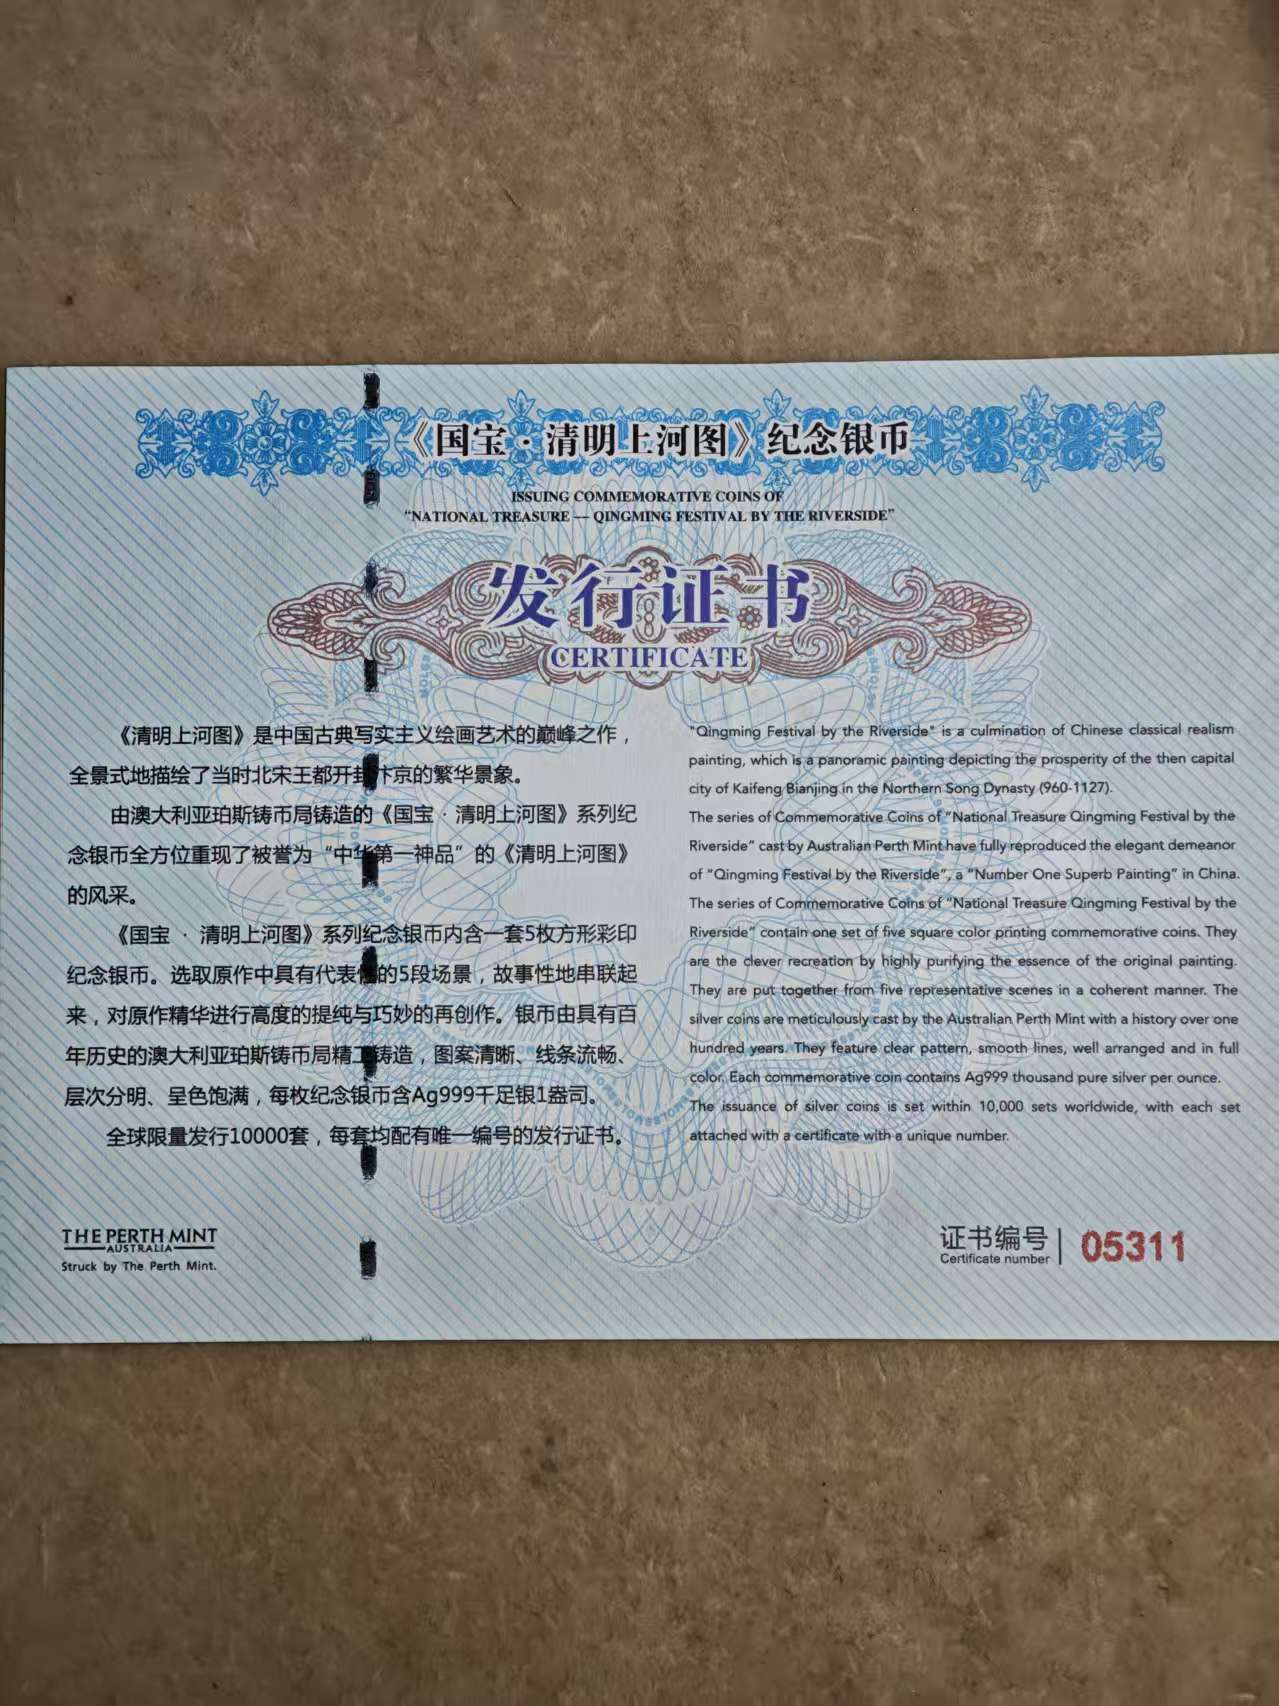 《国宝·清明上河图》纪念银币
ISSUING COMMEMORATIVE COINS OF
“NATIONAL TREASURE — QINGMING FESTIVAL BY THE RIVERSIDE”
发行证书
CERTIFICATE
《清明上河图》是中国古典写实主义绘画艺术的巅峰之作，
全景式地描绘了当时北宋王都开封汴京的繁华景象。
由澳大利亚珀斯铸币局铸造的《国宝·清明上河图》系列纪
念银币全方位重现了被誉为“中华第一神品”的《清明上河图》
的风采。
《国宝·清明上河图》系列纪念银币内含一套5枚方形彩印
纪念银币。选取原作中具有代表性的5段场景，故事性地串联起
来，对原作精华进行高度的提纯与巧妙的再创作。银币由具有百
年历史的澳大利亚珀斯铸币局精工铸造，图案清晰、线条流畅、
层次分明、呈色饱满，每枚纪念银币含Ag999千足银1盎司。
全球限量发行10000套，每套均配有唯一编号的发行证书。
"Qingming Festival by the Riverside" is a culmination of Chinese classical realism
painting, which is a panoramic painting depicting the prosperity of the then capital
city of Kaifeng Bianjing in the Northern Song Dynasty (960-1127).
The series of Commemorative Coins of "National Treasure Qingming Festival by the
Riverside" cast by Australian Perth Mint have fully reproduced the elegant demeanor
of "Qingming Festival by the Riverside", a "Number One Superb Painting" in China.
The series of Commemorative Coins of "National Treasure Qingming Festival by the
Riverside" contain one set of five square color printing commemorative coins. They
are the clever recreation by highly purifying the essence of the original painting.
They are put together from five representative scenes in a coherent manner. The
silver coins are meticulously cast by the Australian Perth Mint with a history over one
hundred years. They feature clear pattern, smooth lines, well arranged and in full
color. Each commemorative coin contains Ag999 thousand pure silver per ounce.
The issuance of silver coins is set within 10,000 sets worldwide, with each set
attached with a certificate with a unique number.
THE PERTH MINT
AUSTRALIA
Struck by The Perth Mint.
证书编号
Certificate number
05311